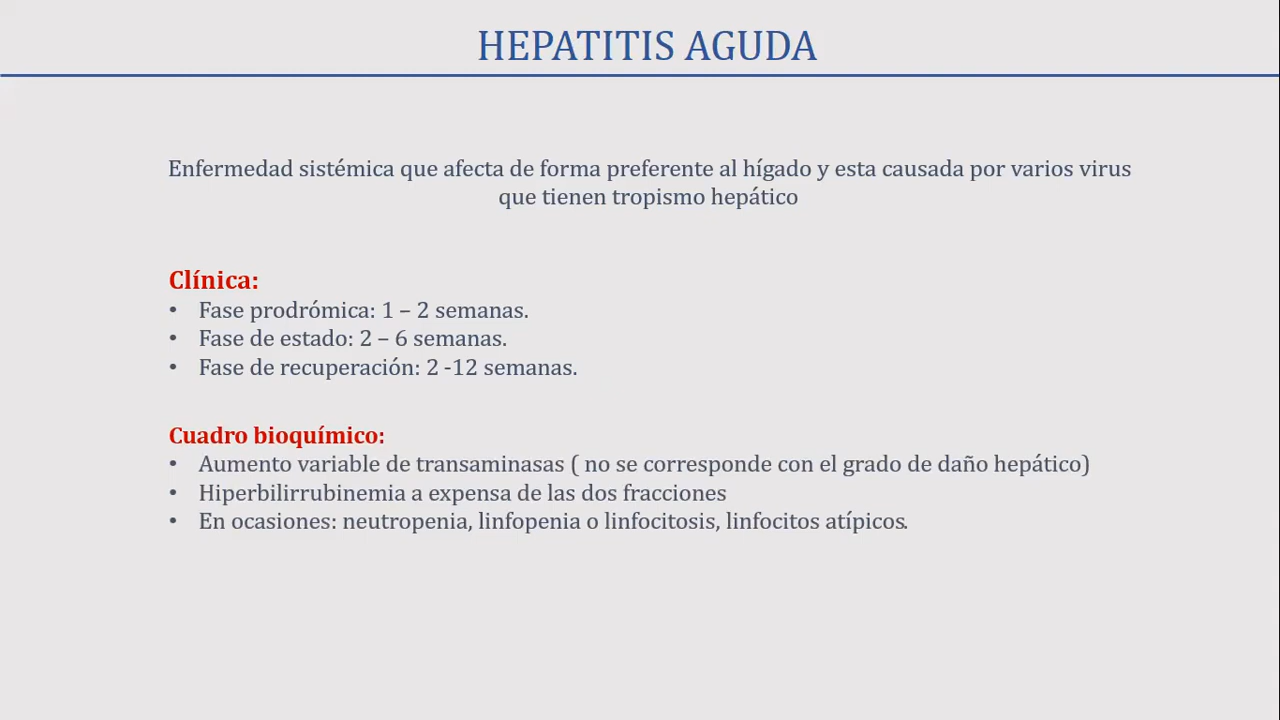 HEPATITIS AGUDA
Enfermedad sistémica que afecta de forma preferente al hígado y esta causada por varios virus
que tienen tropismo hepático
Clínica:
• Fase prodrómica: 1 – 2 semanas.
• Fase de estado: 2 – 6 semanas.
• Fase de recuperación: 2 -12 semanas.
Cuadro bioquímico:
• Aumento variable de transaminasas ( no se corresponde con el grado de daño hepático)
• Hiperbilirrubinemia a expensa de las dos fracciones
• En ocasiones: neutropenia, linfopenia o linfocitosis, linfocitos atípicos.